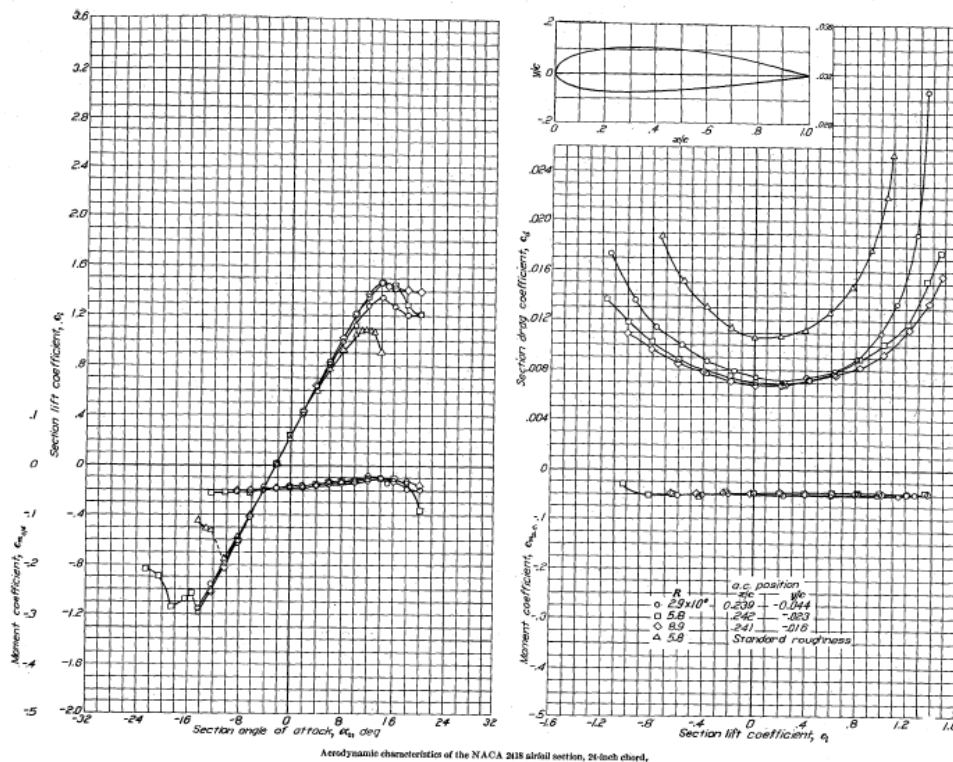 3.6
3.2
2.8
2.4
2.0
1.6
1.2
.8
.4
0
-.4
-.8
-1.2
-1.6
-2.0
.1
0
-.1
-.2
-.3
-.4
-.5
Section lift coefficient, cl
Moment coefficient,
-32 -24 -16 -8 0 8 16 24 32
Section angle of attack, α0, deg
.2
0
-.2
y/c
0 .2 .4 .6 .8 1.0
x/c
.036
.032
.028
.024
.020
.016
.012
.008
.004
0
Section drag coefficient, cd
-.1
-.2
-.3
-.4
-.5
Moment coefficient, cma.c.
a.c. position
R x/c y/c
2.9×10⁶ 0.239 -0.044
5.8 .242 -.023
8.9 .241 -.016
5.8 Standard roughness
-1.6 -1.2 -.8 -.4 0 .4 .8 1.2 1.6
Section lift coefficient, cl
Aerodynamic characteristics of the NACA 2418 airfoil section, 24-inch chord,